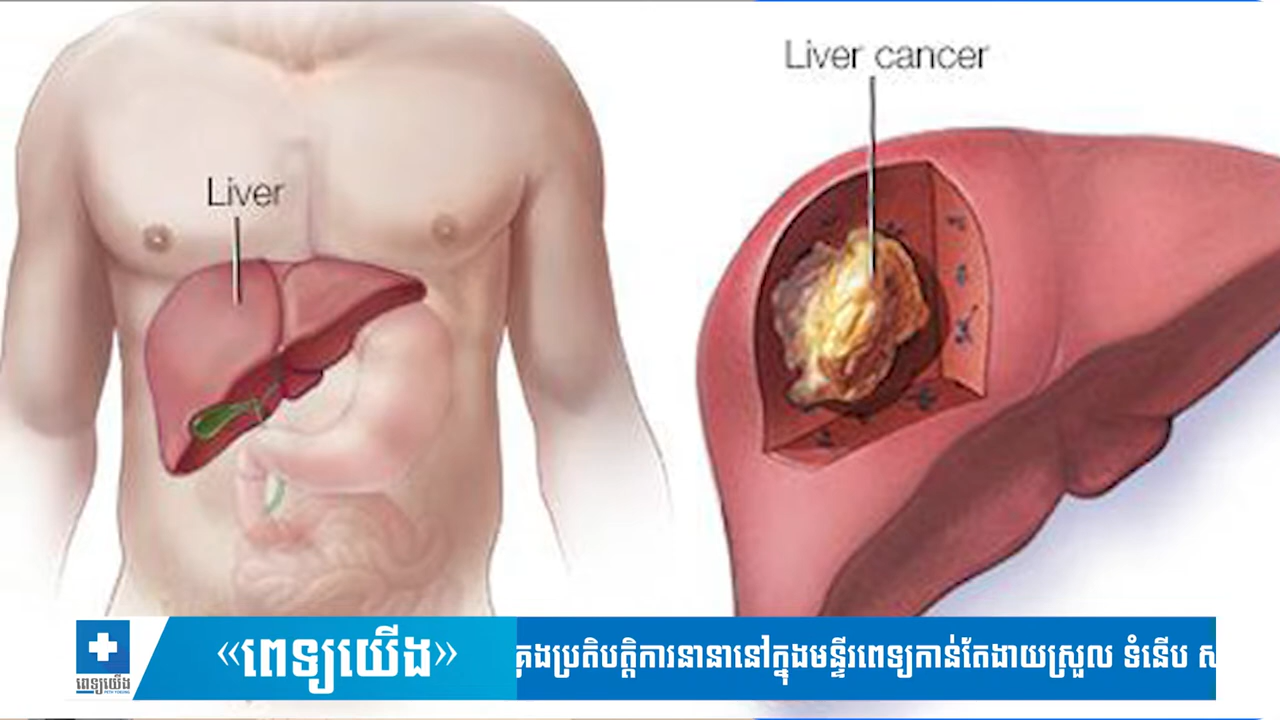 Liver cancer
Liver
«ពេទ្យយើង»
ប្រតិបត្តិការនានានៅក្នុងមន្ទីរពេទ្យកាន់តែងាយស្រួល ទំនើប
ពេទ្យយើង
PETH YOEUNG